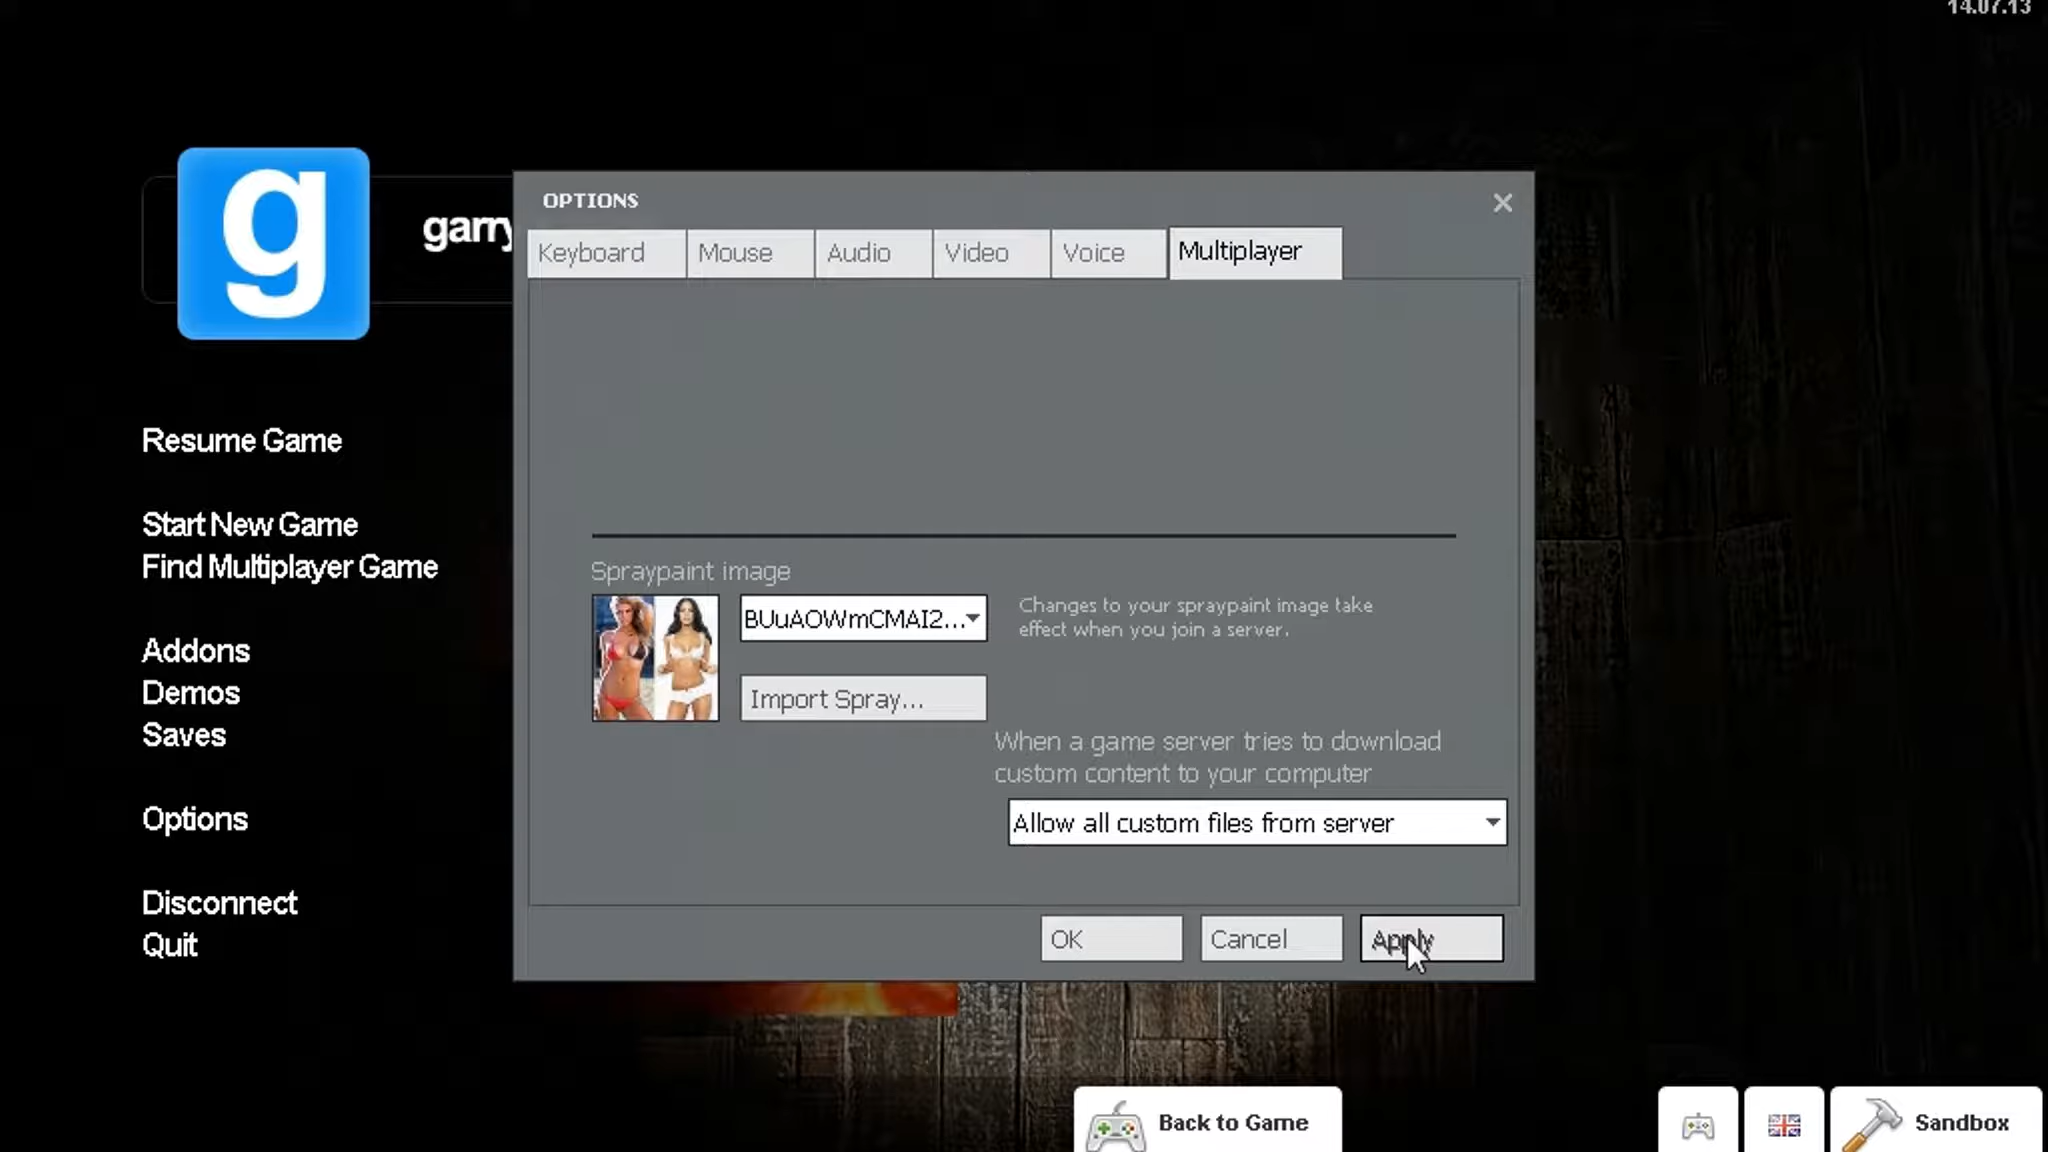 14.07.13
g
garry
OPTIONS
Keyboard
Mouse
Audio
Video
Voice
Multiplayer
Resume Game
Start New Game
Find Multiplayer Game
Addons
Demos
Saves
Options
Disconnect
Quit
Spraypaint image
BUuAOWmCMAI2...
Changes to your spraypaint image take
effect when you join a server.
Import Spray...
When a game server tries to download
custom content to your computer
Allow all custom files from server
OK
Cancel
Apply
Back to Game
Sandbox